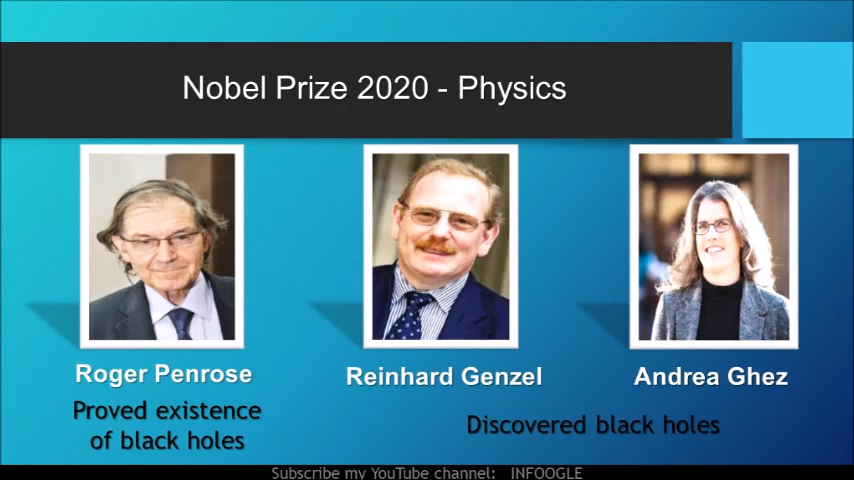 Nobel Prize 2020 - Physics
Roger Penrose
Reinhard Genzel
Andrea Ghez
Proved existence
of black holes
Discovered black holes
Subscribe my YouTube channel: INFOOGLE